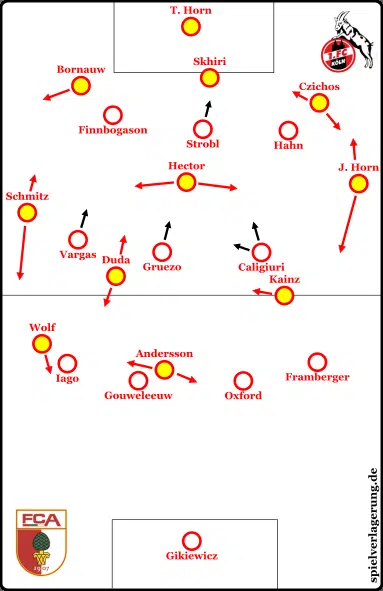 T. Horn
1.FC
KÖLN
Skhiri
Bornauw
Czichos
Finnbogason
Strobl
Hahn
Hector
J. Horn
Schmitz
Vargas
Duda
Gruezo
Caligiuri
Kainz
Wolf
Andersson
Iago
Framberger
Gouweleeuw
Oxford
spielverlagerung.de
FCA
1907
Gikiewicz